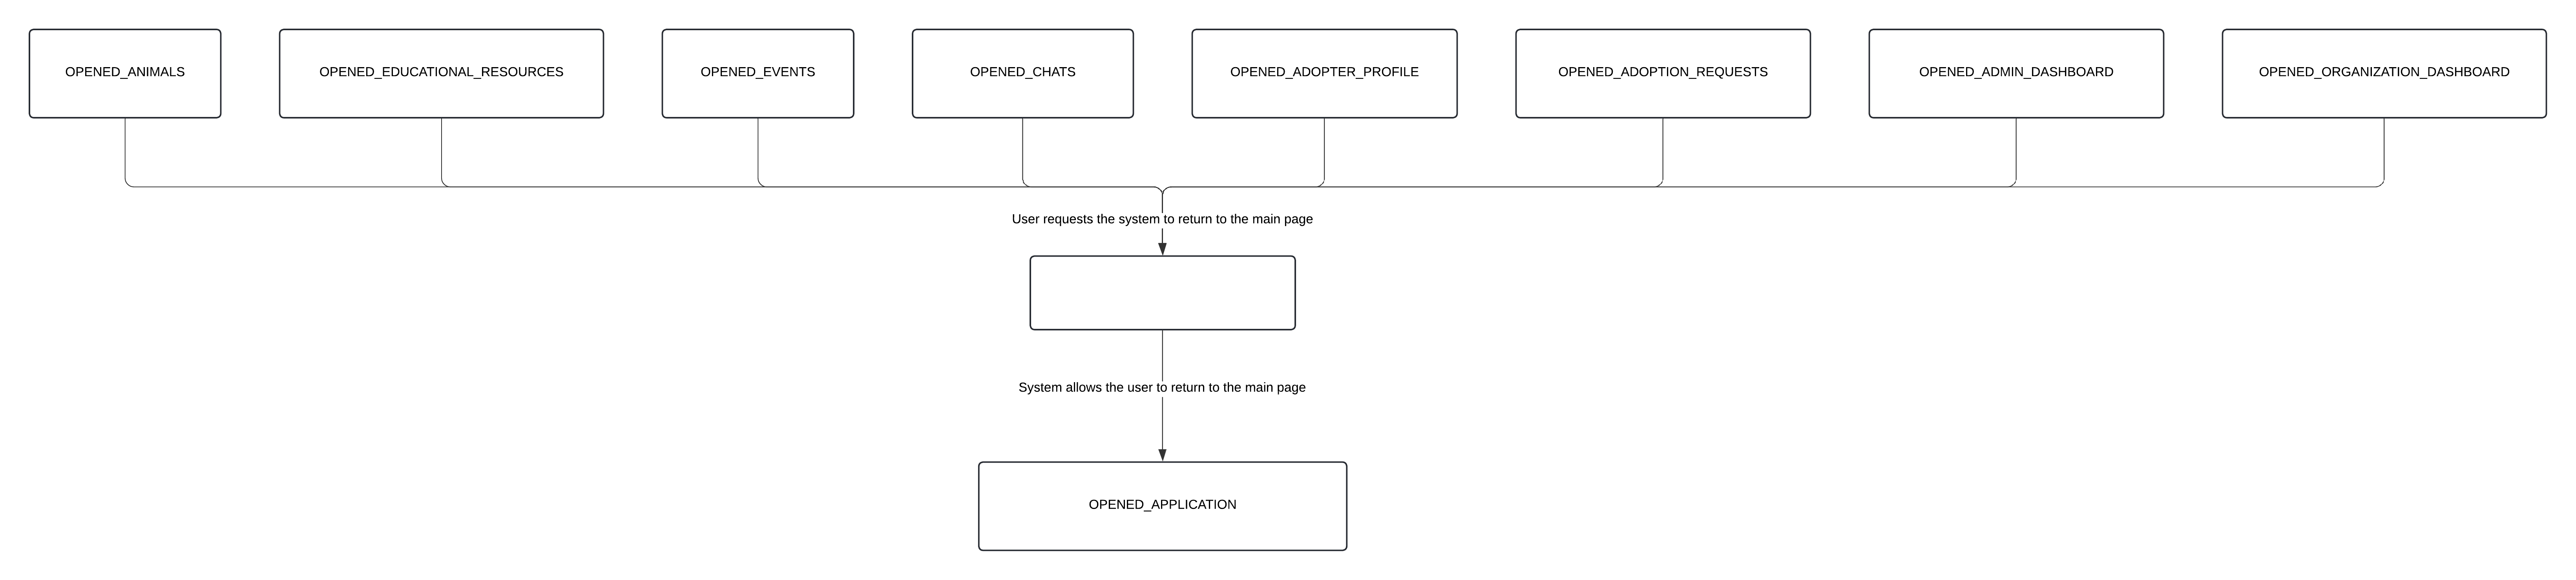 OPENED_ANIMALS
OPENED_EDUCATIONAL_RESOURCES
OPENED_EVENTS
OPENED_CHATS
OPENED_ADOPTER_PROFILE
OPENED_ADOPTION_REQUESTS
OPENED_ADMIN_DASHBOARD
OPENED_ORGANIZATION_DASHBOARD
User requests the system to return to the main page
System allows the user to return to the main page
OPENED_APPLICATION